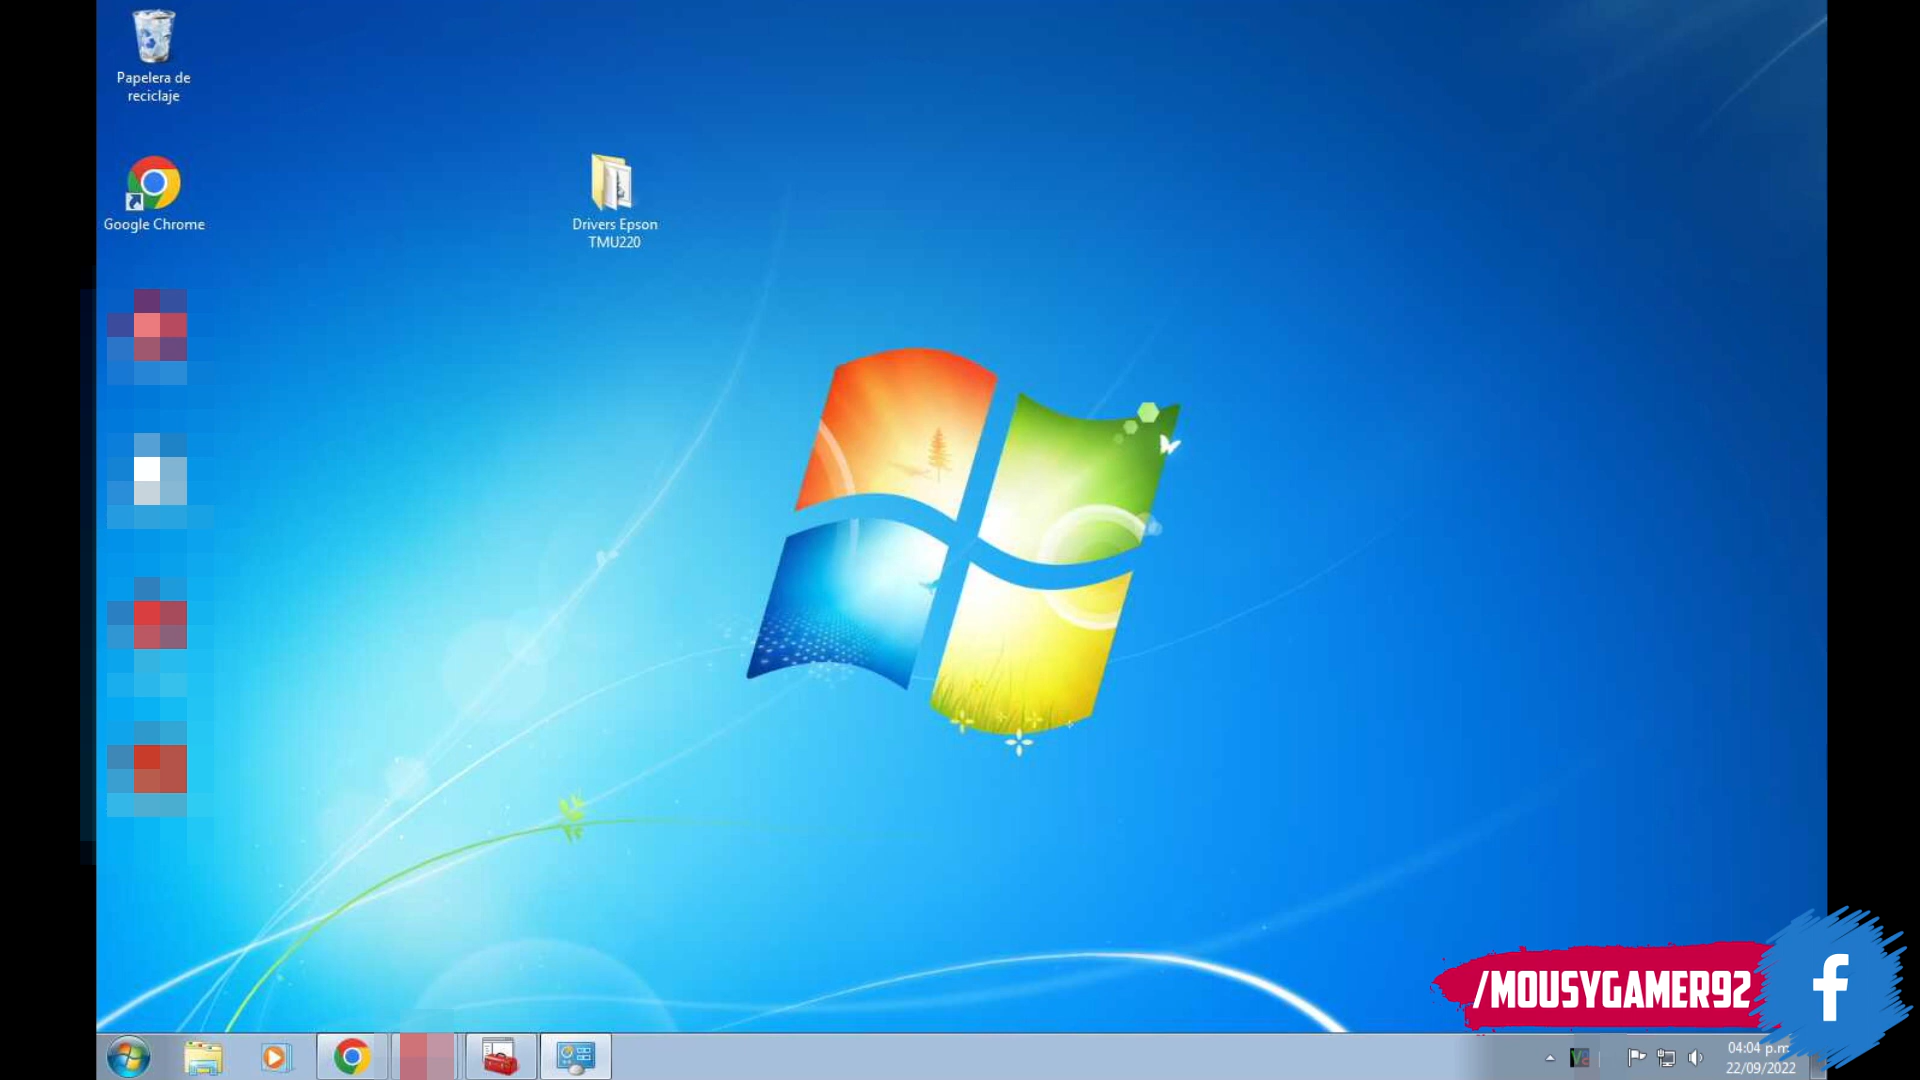 Papelera de
reciclaje
Google Chrome
Drivers Epson
TMU220
/MOUSYGAMER92
f
04:04 p.m.
22/09/2022